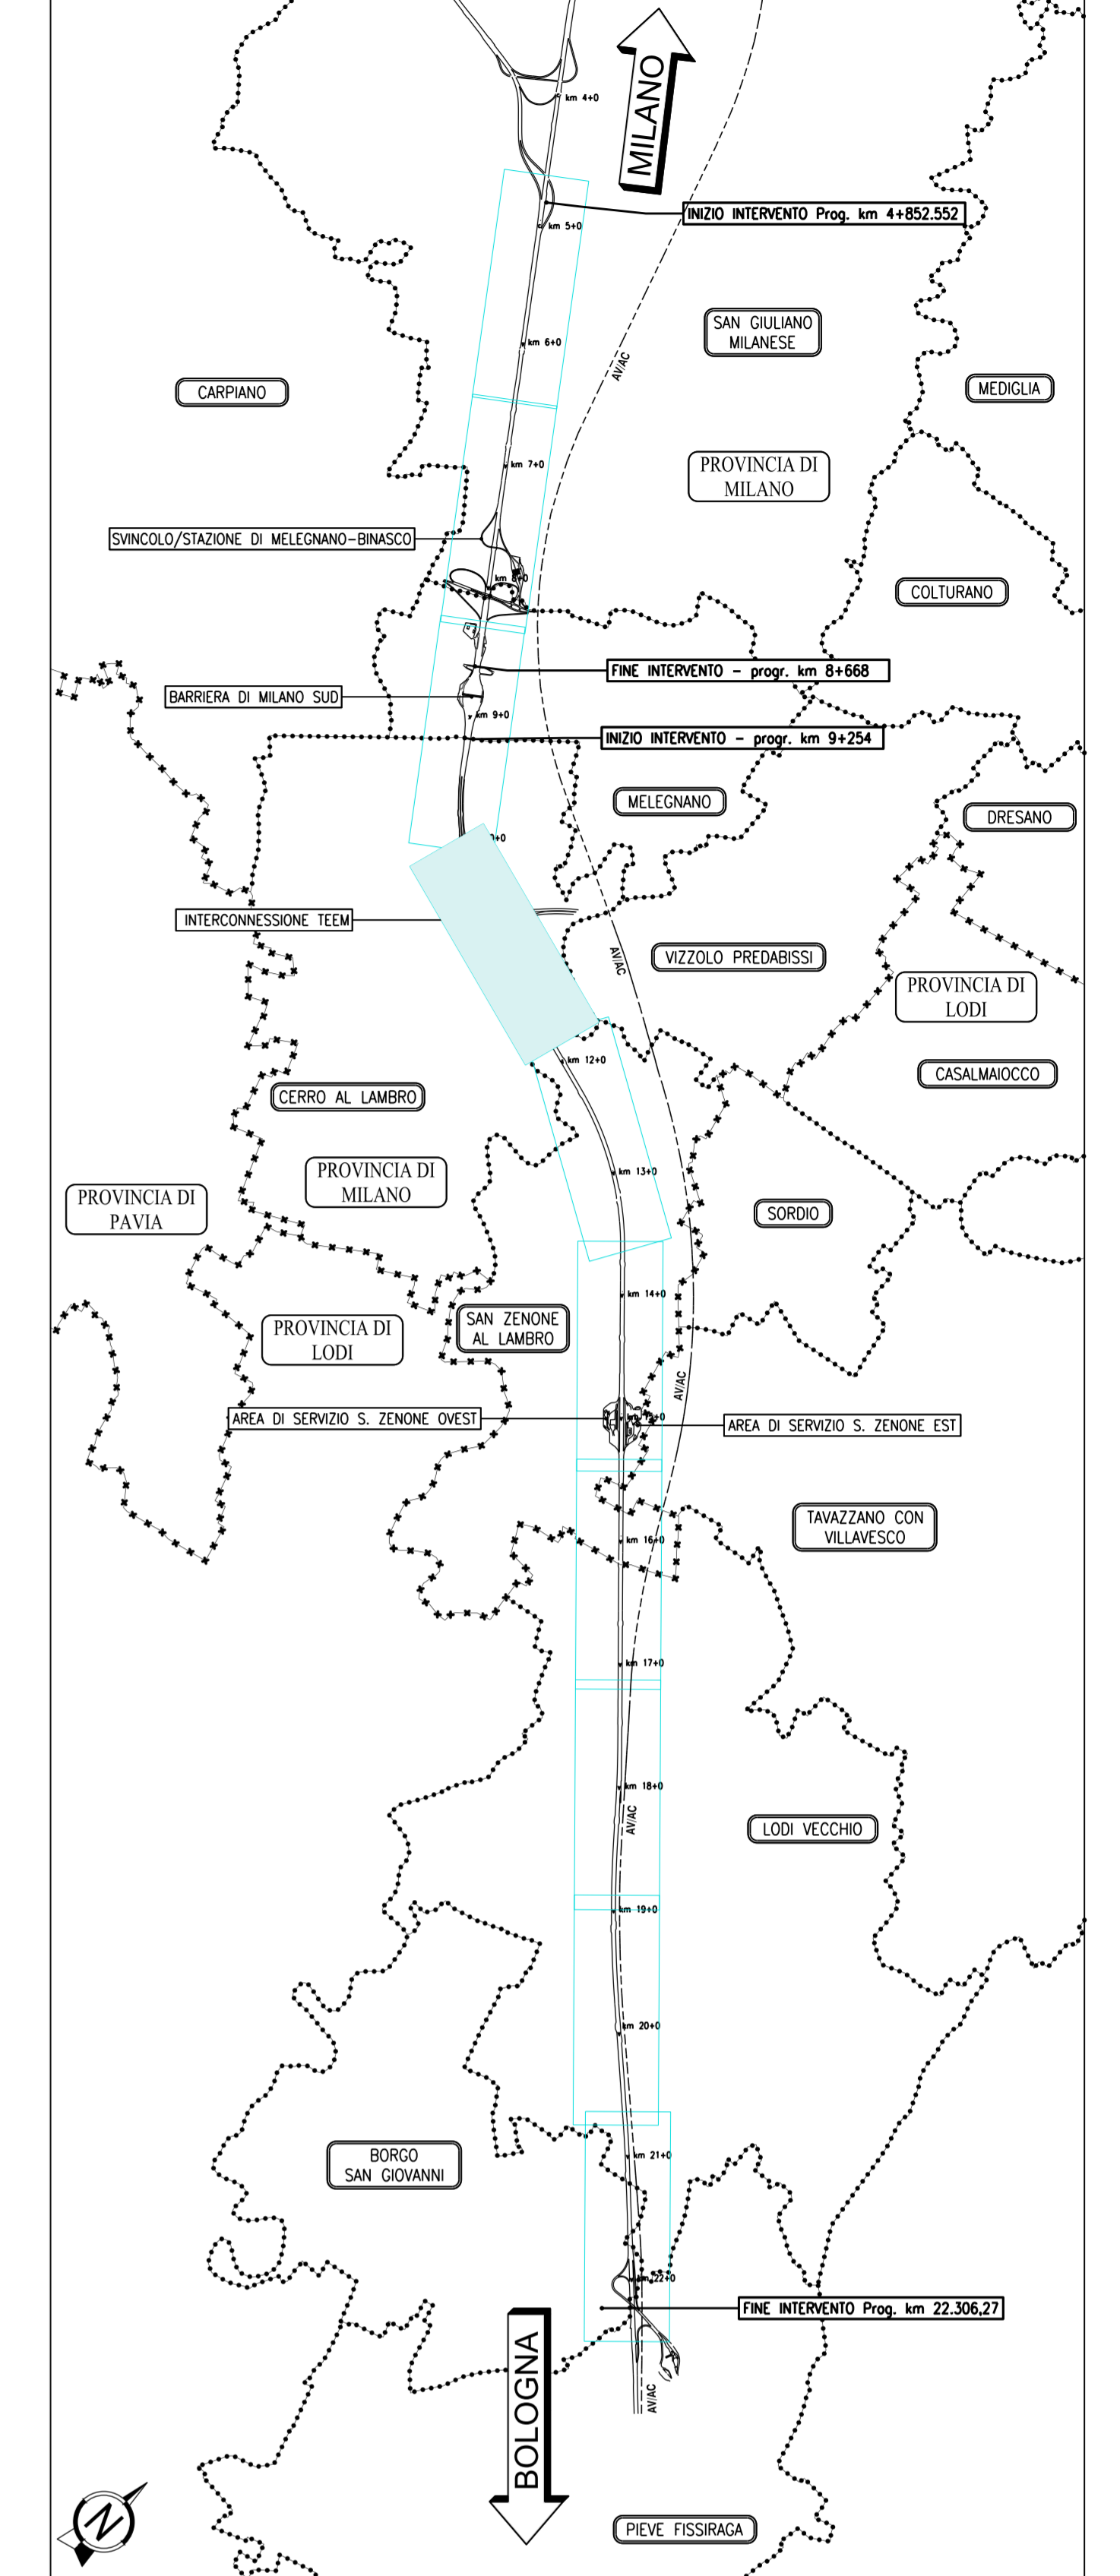 km 4+0
MILANO
INIZIO INTERVENTO Prog. km 4+852.552
km 5+0
SAN GIULIANO
MILANESE
km 6+0
AV/AC
CARPIANO
MEDIGLIA
km 7+0
PROVINCIA DI
MILANO
SVINCOLO/STAZIONE DI MELEGNANO-BINASCO
COLTURANO
FINE INTERVENTO - progr. km 8+668
BARRIERA DI MILANO SUD
km 9+0
INIZIO INTERVENTO - progr. km 9+254
MELEGNANO
DRESANO
INTERCONNESSIONE TEEM
AV/AC
VIZZOLO PREDABISSI
PROVINCIA DI
LODI
km 12+0
CASALMAIOCCO
CERRO AL LAMBRO
PROVINCIA DI
MILANO
km 13+0
PROVINCIA DI
PAVIA
SORDIO
km 14+0
SAN ZENONE
AL LAMBRO
PROVINCIA DI
LODI
AV/AC
AREA DI SERVIZIO S. ZENONE OVEST
AREA DI SERVIZIO S. ZENONE EST
TAVAZZANO CON
VILLAVESCO
km 16+0
km 17+0
km 18+0
AV/AC
LODI VECCHIO
km 19+0
km 20+0
km 21+0
BORGO
SAN GIOVANNI
km 22+0
FINE INTERVENTO Prog. km 22.306,27
BOLOGNA
AV/AC
N
PIEVE FISSIRAGA